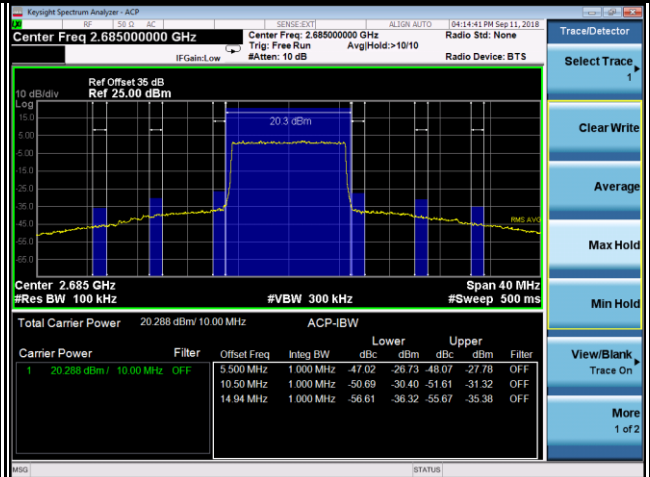 Keysight Spectrum Analyzer - ACP
RF 50 Ω AC SENSE:EXT ALIGN AUTO 04:14:41 PM Sep 11, 2018
Center Freq 2.685000000 GHz
Center Freq: 2.685000000 GHz Radio Std: None
Trig: Free Run Avg|Hold:>10/10
IFGain:Low #Atten: 10 dB Radio Device: BTS
Ref Offset 35 dB
10 dB/div Ref 25.00 dBm
Log
15.0
20.3 dBm
5.00
-5.00
-15.0
-25.0
-35.0
RMS AVG
-45.0
-55.0
-65.0
Center 2.685 GHz Span 40 MHz
#Res BW 100 kHz #VBW 300 kHz #Sweep 500 ms
Total Carrier Power 20.288 dBm/ 10.00 MHz ACP-IBW
Lower Upper
Carrier Power Filter Offset Freq Integ BW dBc dBm dBc dBm Filter
1 20.288 dBm / 10.00 MHz OFF 5.500 MHz 1.000 MHz -47.02 -26.73 -48.07 -27.78 OFF
10.50 MHz 1.000 MHz -50.69 -30.40 -51.61 -31.32 OFF
14.94 MHz 1.000 MHz -56.61 -36.32 -55.67 -35.38 OFF
MSG STATUS
Trace/Detector
Select Trace
1
Clear Write
Average
Max Hold
Min Hold
View/Blank
Trace On
More
1 of 2